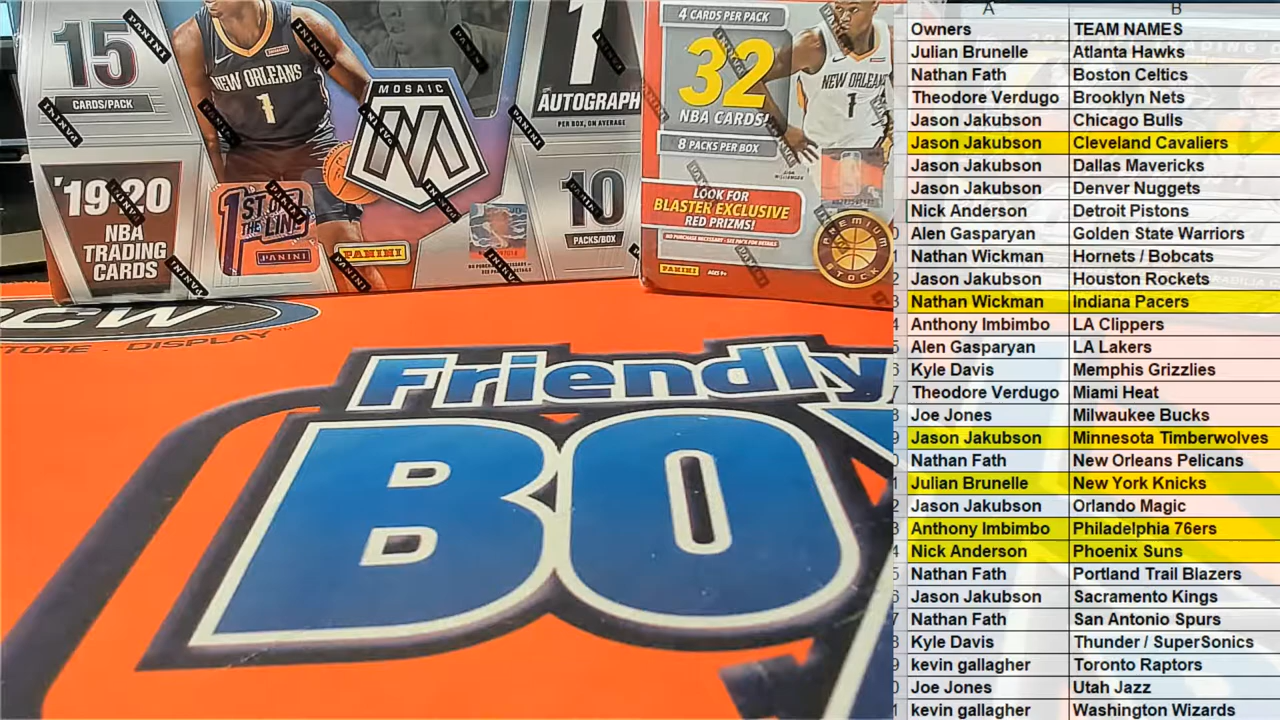 15
CARDS/PACK
'19-20
NBA
TRADING
CARDS
1ST OFF
THE LINE
PANINI
NEW ORLEANS
1
MOSAIC
M
PANINI
1
AUTOGRAPH
PER BOX, ON AVERAGE
10
PACKS/BOX
4 CARDS PER PACK
32
NBA CARDS!
8 PACKS PER BOX
LOOK FOR
BLASTER EXCLUSIVE
RED PRIZMS!
PANINI
AGES 9+
NEW ORLEANS
1
PREMIUM
STOCK
BCW
STORE · DISPLAY
Friendly
BO
A B
Owners TEAM NAMES
Julian Brunelle Atlanta Hawks
Nathan Fath Boston Celtics
Theodore Verdugo Brooklyn Nets
Jason Jakubson Chicago Bulls
Jason Jakubson Cleveland Cavaliers
Jason Jakubson Dallas Mavericks
Jason Jakubson Denver Nuggets
Nick Anderson Detroit Pistons
Alen Gasparyan Golden State Warriors
Nathan Wickman Hornets / Bobcats
Jason Jakubson Houston Rockets
Nathan Wickman Indiana Pacers
Anthony Imbimbo LA Clippers
Alen Gasparyan LA Lakers
Kyle Davis Memphis Grizzlies
Theodore Verdugo Miami Heat
Joe Jones Milwaukee Bucks
Jason Jakubson Minnesota Timberwolves
Nathan Fath New Orleans Pelicans
Julian Brunelle New York Knicks
Jason Jakubson Orlando Magic
Anthony Imbimbo Philadelphia 76ers
Nick Anderson Phoenix Suns
Nathan Fath Portland Trail Blazers
Jason Jakubson Sacramento Kings
Nathan Fath San Antonio Spurs
Kyle Davis Thunder / SuperSonics
kevin gallagher Toronto Raptors
Joe Jones Utah Jazz
kevin gallagher Washington Wizards